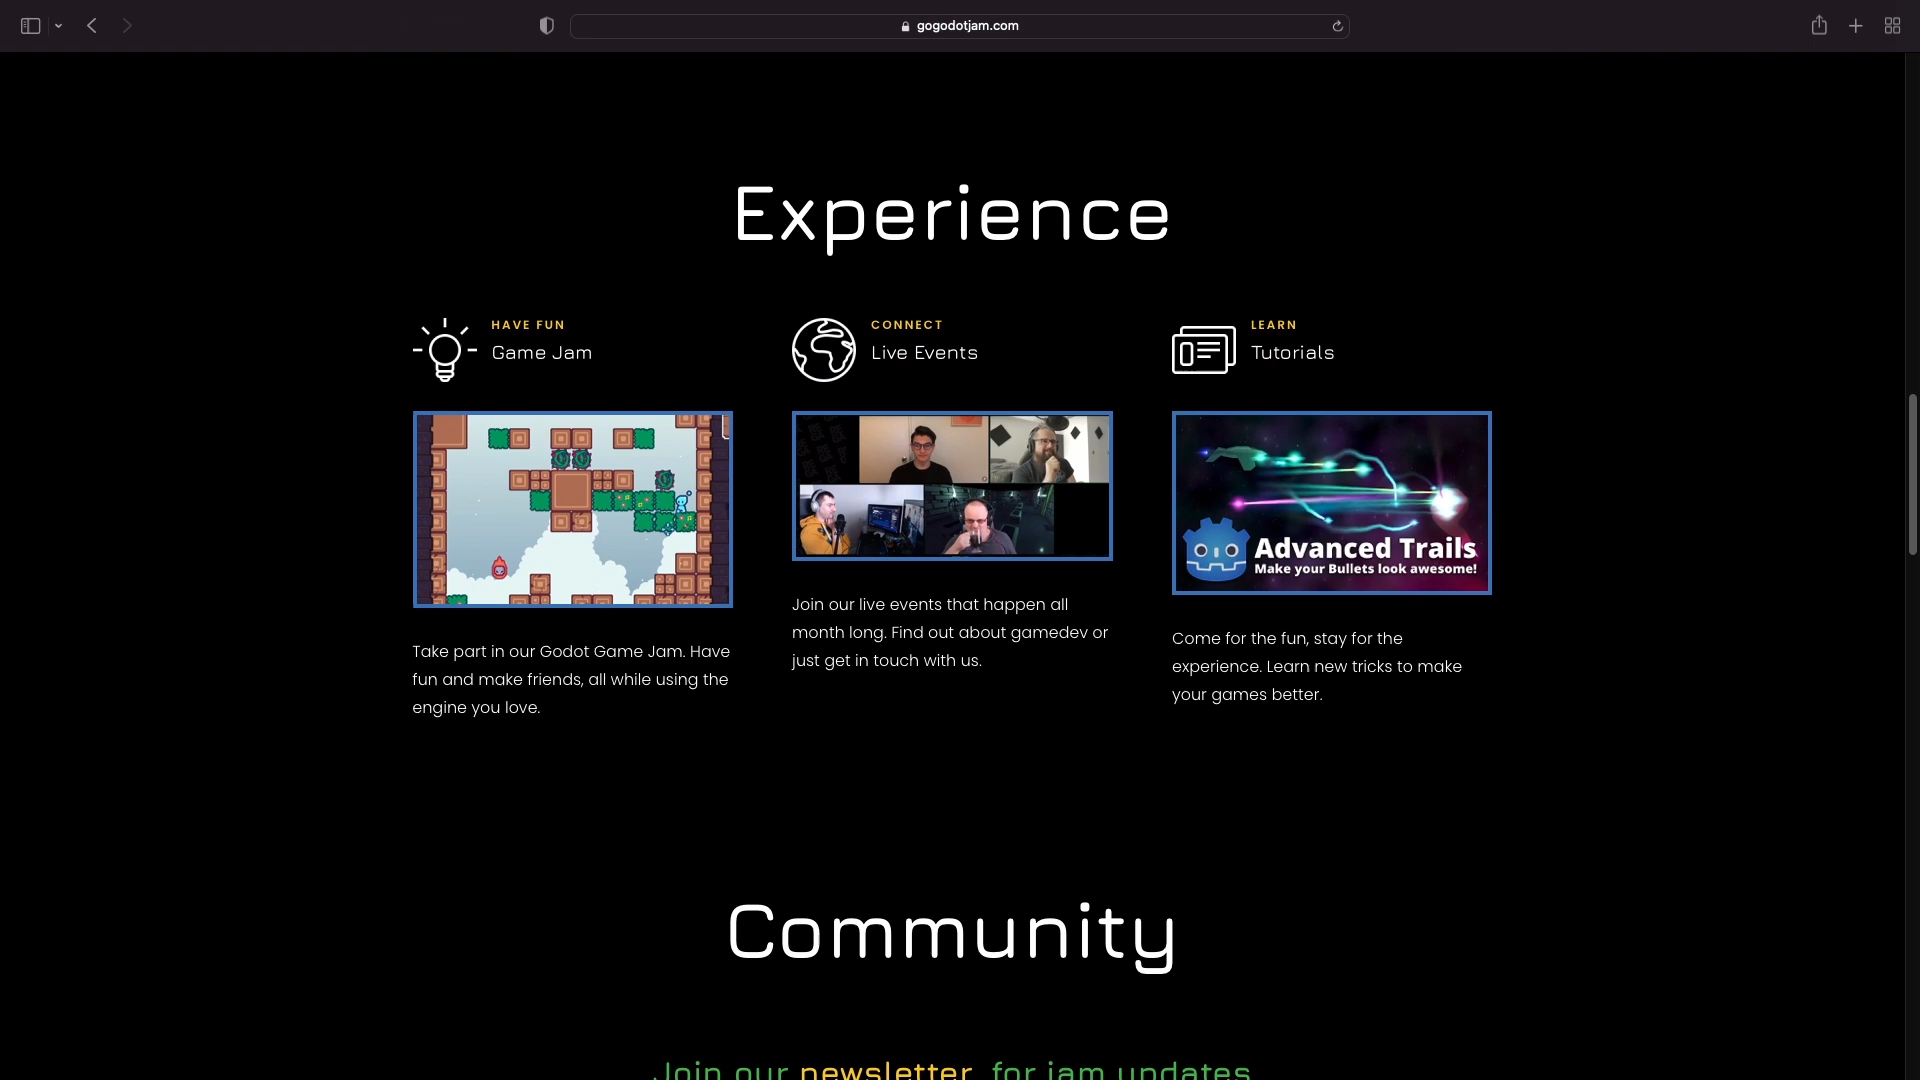 gogodotjam.com
Experience
HAVE FUN
Game Jam
CONNECT
Live Events
LEARN
Tutorials
Advanced Trails
Make your Bullets look awesome!
Take part in our Godot Game Jam. Have
fun and make friends, all while using the
engine you love.
Join our live events that happen all
month long. Find out about gamedev or
just get in touch with us.
Come for the fun, stay for the
experience. Learn new tricks to make
your games better.
Community
Join our newsletter for jam updates